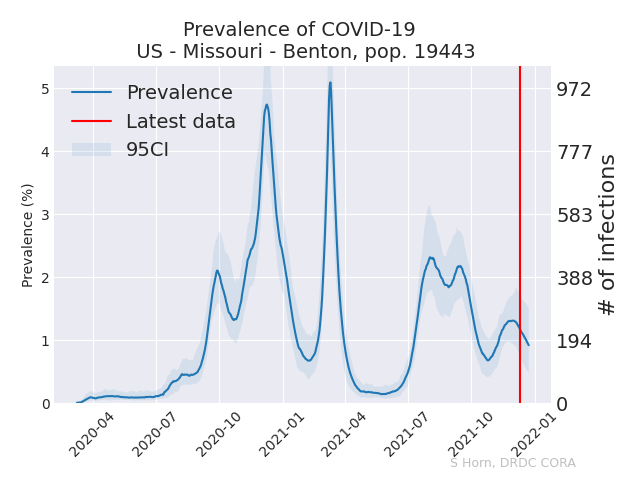 Prevalence of COVID-19
US - Missouri - Benton, pop. 19443
Prevalence
Latest data
95CI
Prevalence (%)
5
4
3
2
1
0
972
777
583
388
194
0
# of infections
2020-04
2020-07
2020-10
2021-01
2021-04
2021-07
2021-10
2022-01
S Horn, DRDC CORA